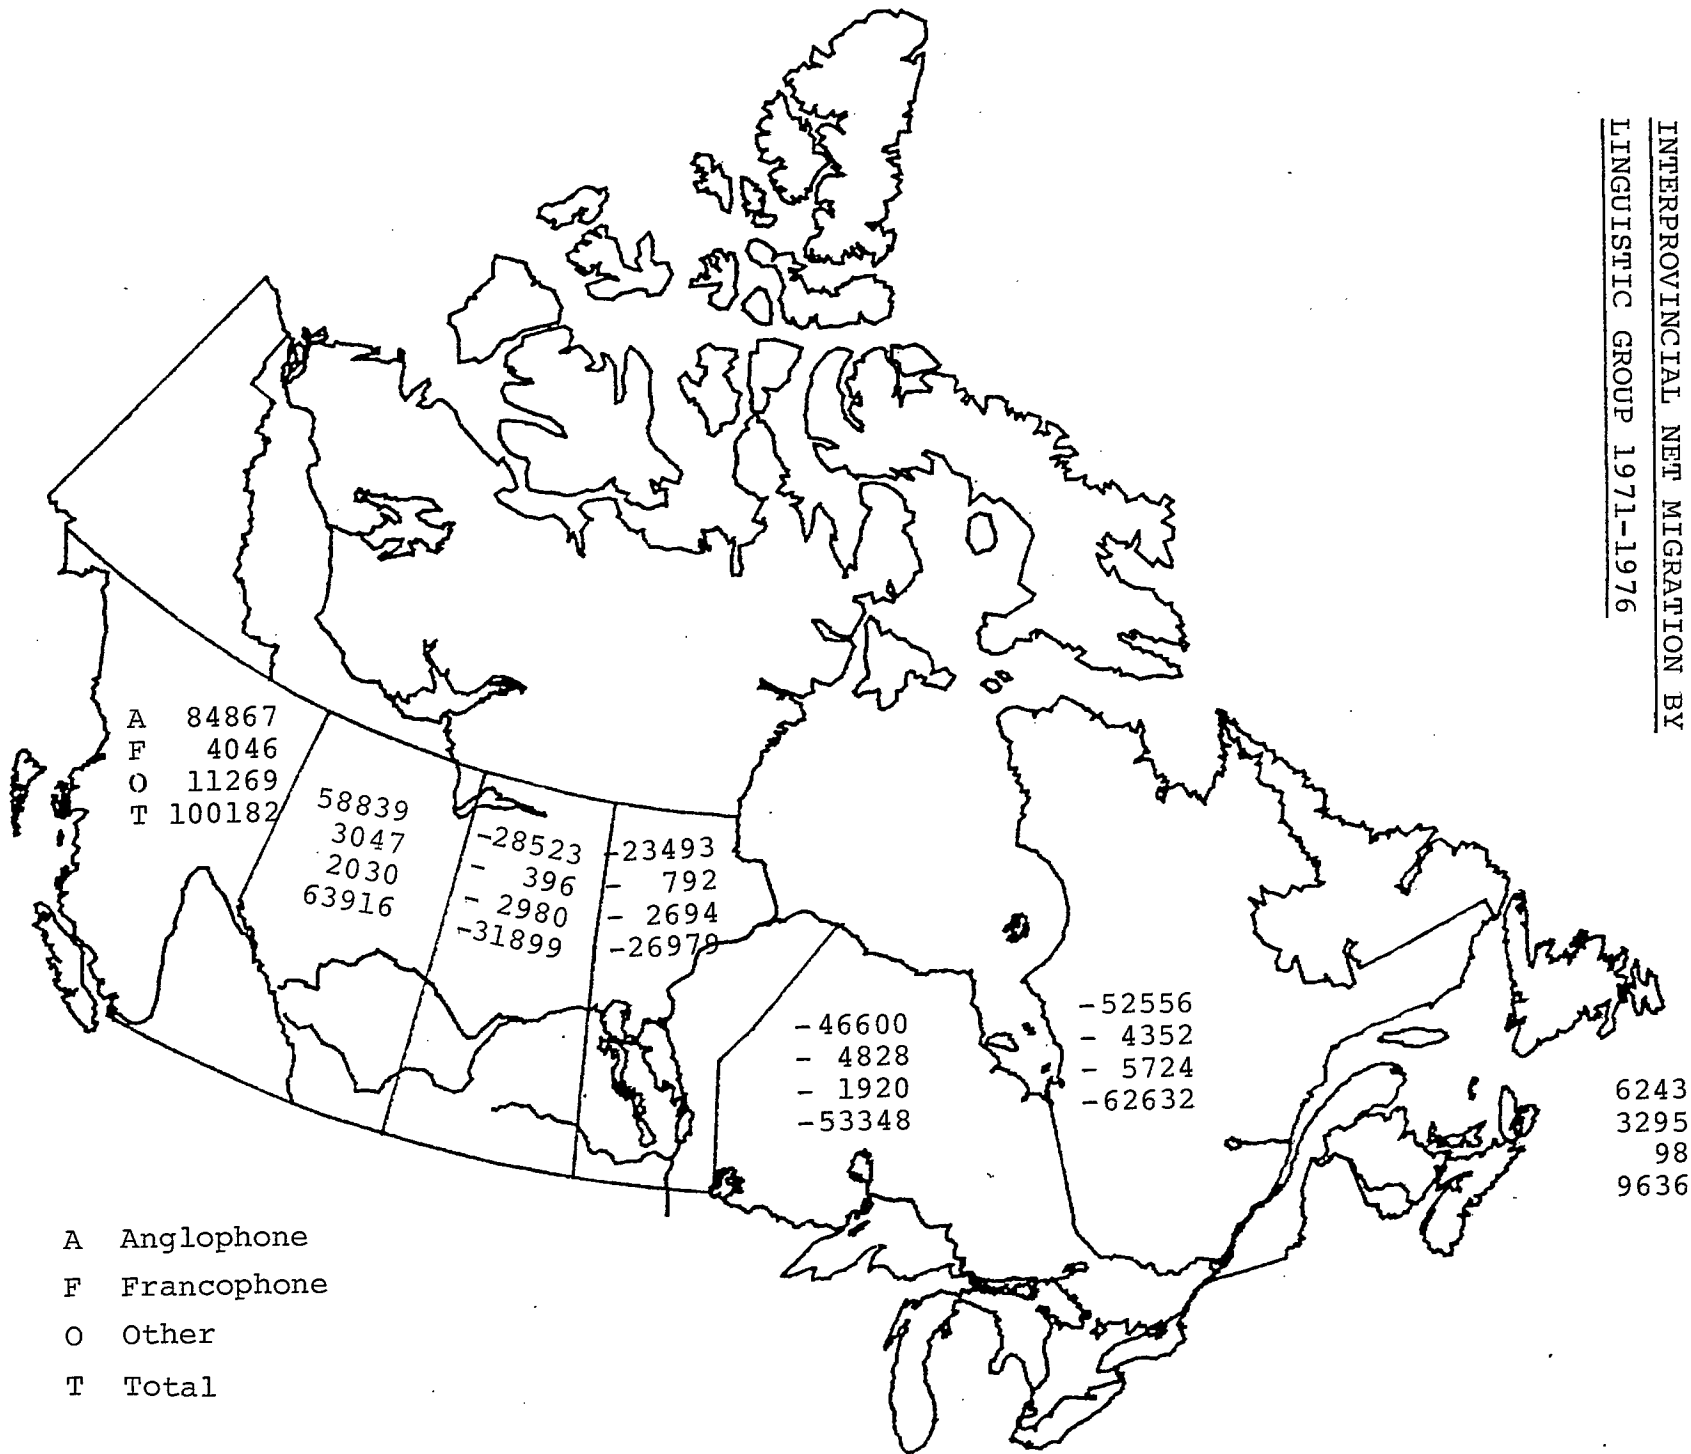 INTERPROVINCIAL NET MIGRATION BY
LINGUISTIC GROUP 1971-1976
A 84867
F 4046
O 11269
T 100182
58839
3047
2030
63916
-28523
- 396
- 2980
-31899
-23493
- 792
- 2694
-26979
-46600
- 4828
- 1920
-53348
-52556
- 4352
- 5724
-62632
6243
3295
98
9636
A Anglophone
F Francophone
O Other
T Total